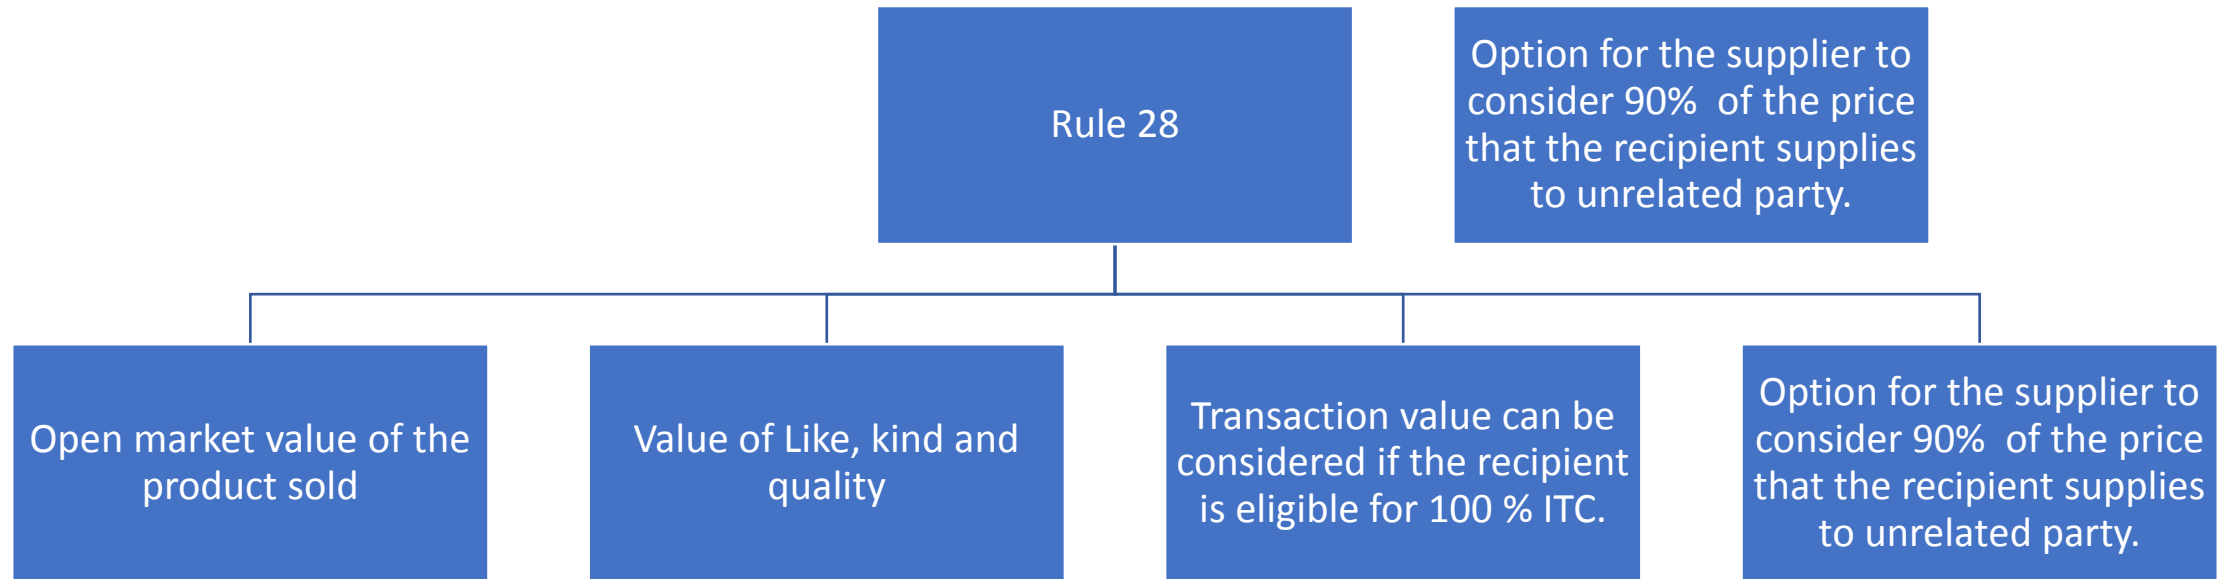 Rule 28
Option for the supplier to
consider 90%  of the price
that the recipient supplies
to unrelated party.
Open market value of the
product sold
Value of Like, kind and
quality
Transaction value can be
considered if the recipient
is eligible for 100 % ITC.
Option for the supplier to
consider 90%  of the price
that the recipient supplies
to unrelated party.